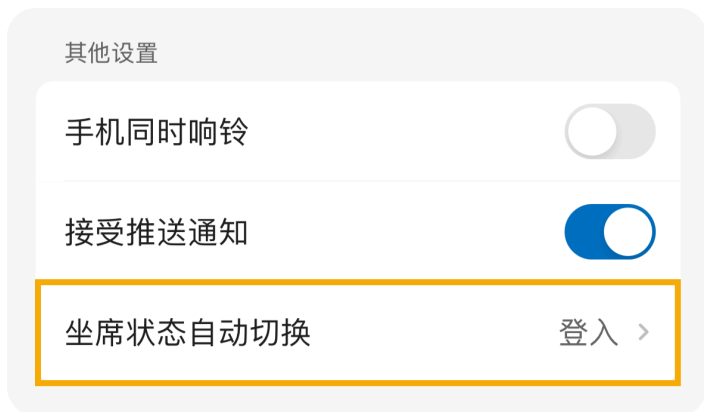 其他设置
手机同时响铃
接受推送通知
坐席状态自动切换 登入